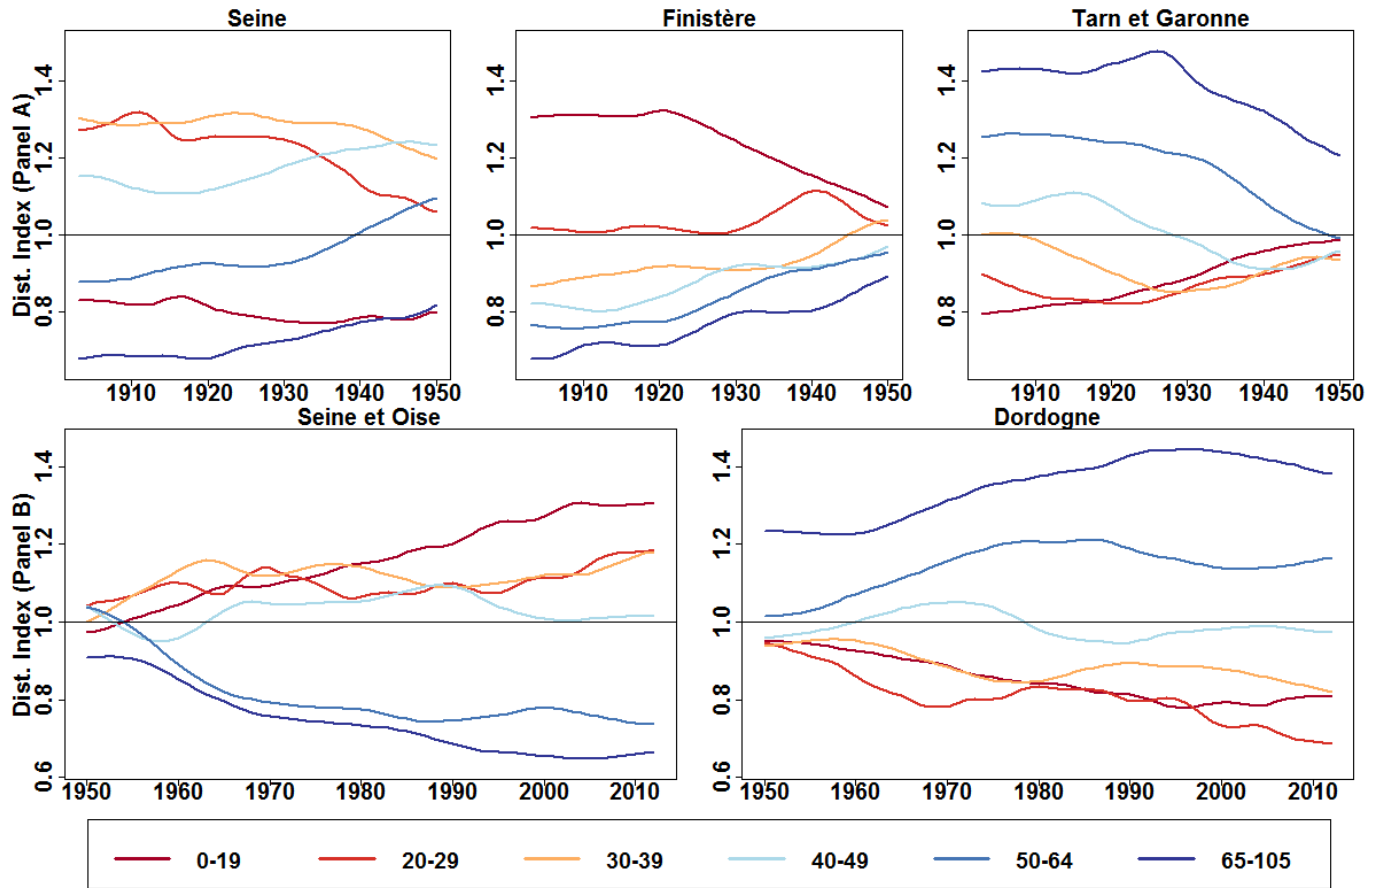 Seine Finistère Tarn et Garonne
Dist. Index (Panel A)
1.4 1.2 1.0 0.8
1.4 1.2 1.0 0.8
1.4 1.2 1.0 0.8
1910 1920 1930 1940 1950
1910 1920 1930 1940 1950
1910 1920 1930 1940 1950
Seine et Oise Dordogne
Dist. Index (Panel B)
1.4 1.2 1.0 0.8 0.6
1.4 1.2 1.0 0.8 0.6
1950 1960 1970 1980 1990 2000 2010
1950 1960 1970 1980 1990 2000 2010
0-19 20-29 30-39 40-49 50-64 65-105